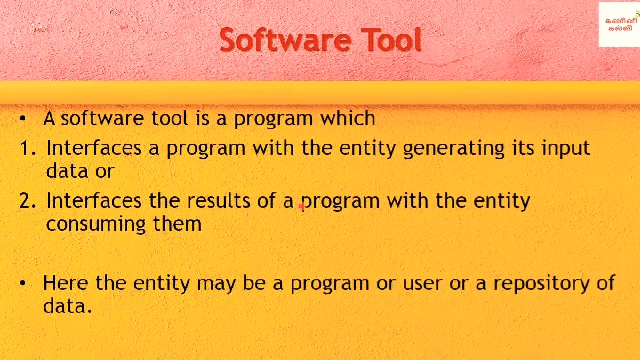 Software Tool
கணினி
கல்வி
• A software tool is a program which
1. Interfaces a program with the entity generating its input
data or
2. Interfaces the results of a program with the entity
consuming them
• Here the entity may be a program or user or a repository of
data.